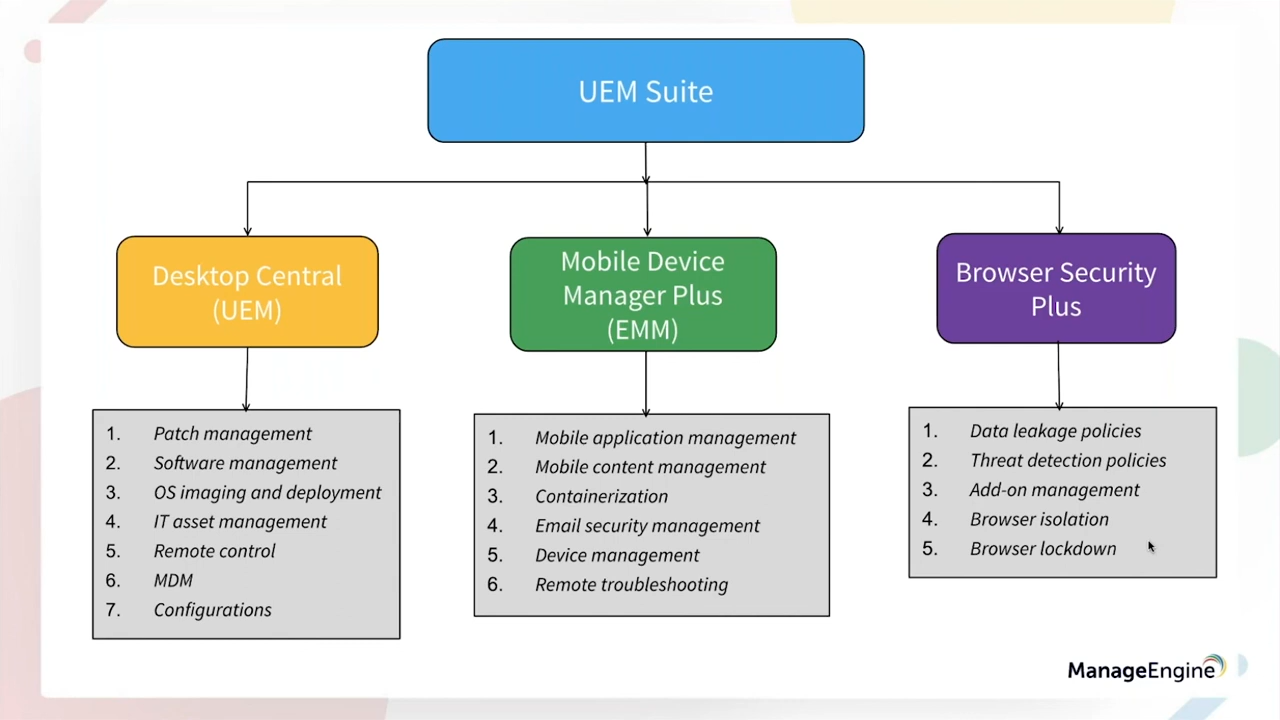 UEM Suite
Desktop Central
(UEM)
Mobile Device
Manager Plus
(EMM)
Browser Security
Plus
1. Patch management
2. Software management
3. OS imaging and deployment
4. IT asset management
5. Remote control
6. MDM
7. Configurations
1. Mobile application management
2. Mobile content management
3. Containerization
4. Email security management
5. Device management
6. Remote troubleshooting
1. Data leakage policies
2. Threat detection policies
3. Add-on management
4. Browser isolation
5. Browser lockdown
ManageEngine